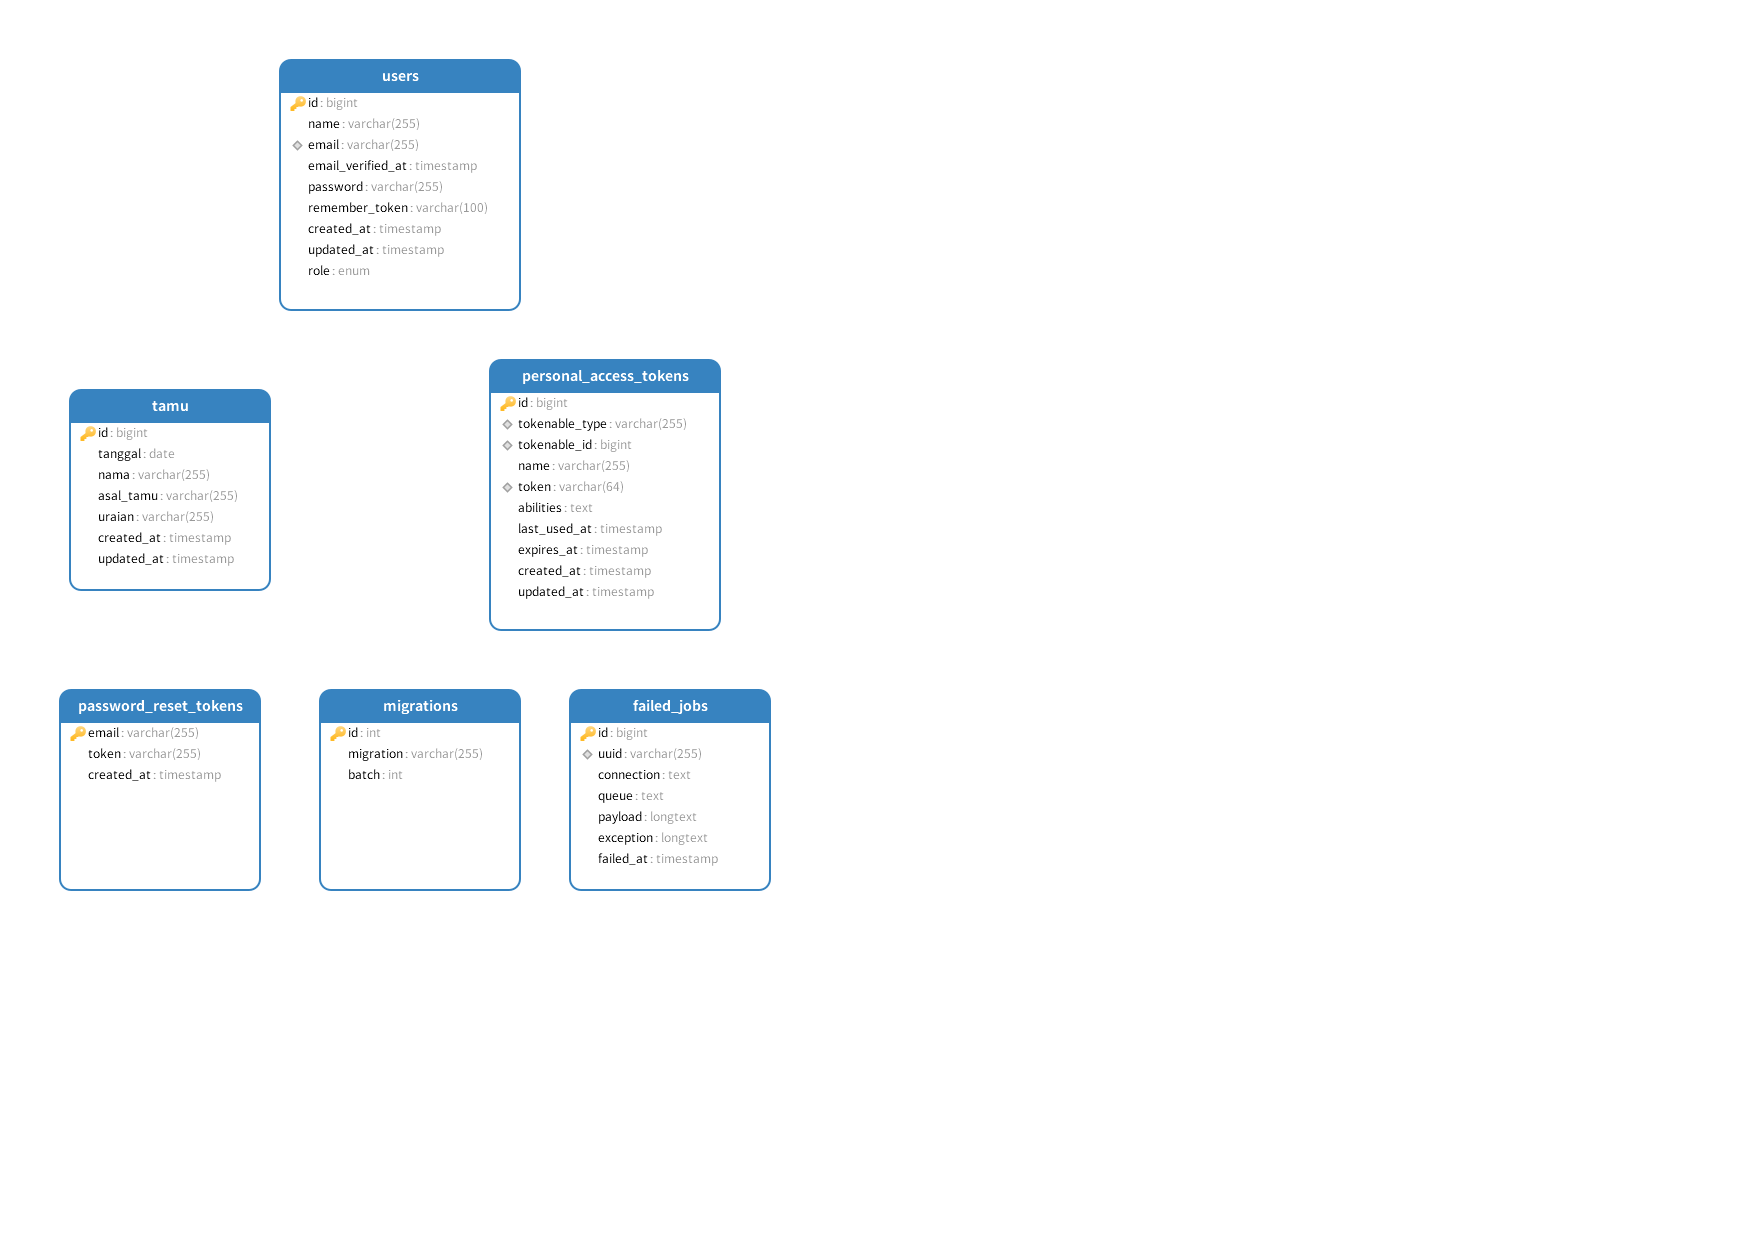 users
id : bigint
name : varchar(255)
email : varchar(255)
email_verified_at : timestamp
password : varchar(255)
remember_token : varchar(100)
created_at : timestamp
updated_at : timestamp
role : enum
personal_access_tokens
id : bigint
tokenable_type : varchar(255)
tokenable_id : bigint
name : varchar(255)
token : varchar(64)
abilities : text
last_used_at : timestamp
expires_at : timestamp
created_at : timestamp
updated_at : timestamp
tamu
id : bigint
tanggal : date
nama : varchar(255)
asal_tamu : varchar(255)
uraian : varchar(255)
created_at : timestamp
updated_at : timestamp
password_reset_tokens
email : varchar(255)
token : varchar(255)
created_at : timestamp
migrations
id : int
migration : varchar(255)
batch : int
failed_jobs
id : bigint
uuid : varchar(255)
connection : text
queue : text
payload : longtext
exception : longtext
failed_at : timestamp